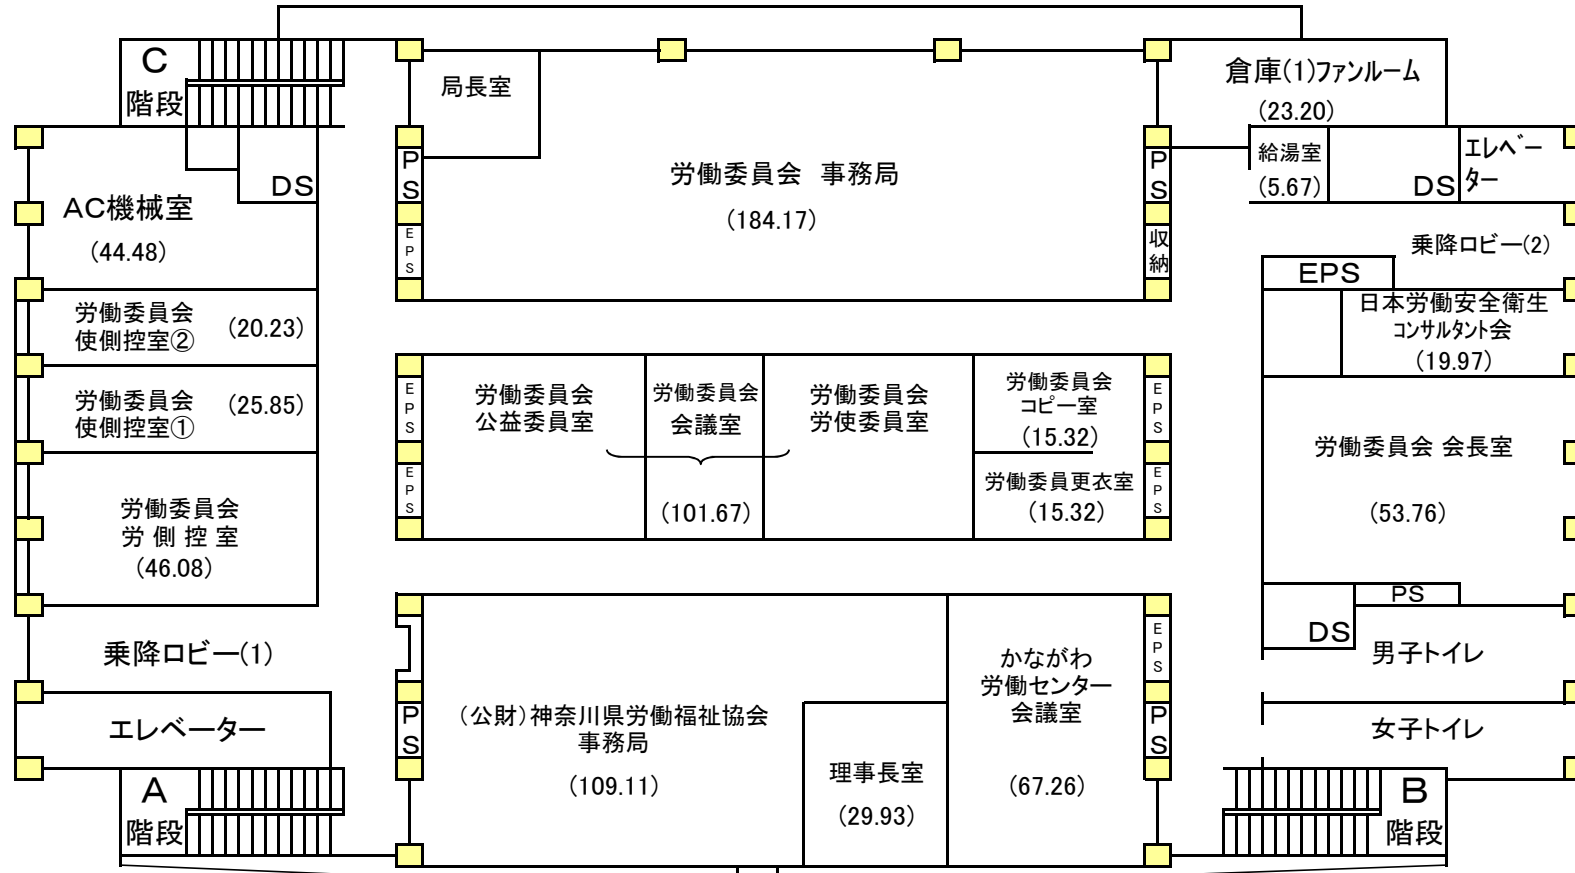 C
階段
局長室
倉庫(1)ファンルーム
(23.20)
PS
労働委員会 事務局
(184.17)
PS
給湯室
(5.67)
DS
エレベーター
DS
AC機械室
(44.48)
EPS
収納
乗降ロビー(2)
EPS
労働委員会
使側控室②
(20.23)
日本労働安全衛生
コンサルタント会
(19.97)
労働委員会
使側控室①
(25.85)
EPS
労働委員会
公益委員室
労働委員会
会議室
労働委員会
労使委員室
(101.67)
労働委員会
コピー室
(15.32)
EPS
労働委員会 会長室
(53.76)
EPS
労働委員更衣室
(15.32)
EPS
労働委員会
労側控室
(46.08)
PS
DS
男子トイレ
乗降ロビー(1)
EPS
かながわ
労働センター
会議室
(67.26)
エレベーター
PS
(公財)神奈川県労働福祉協会
事務局
(109.11)
理事長室
(29.93)
PS
女子トイレ
A
階段
B
階段